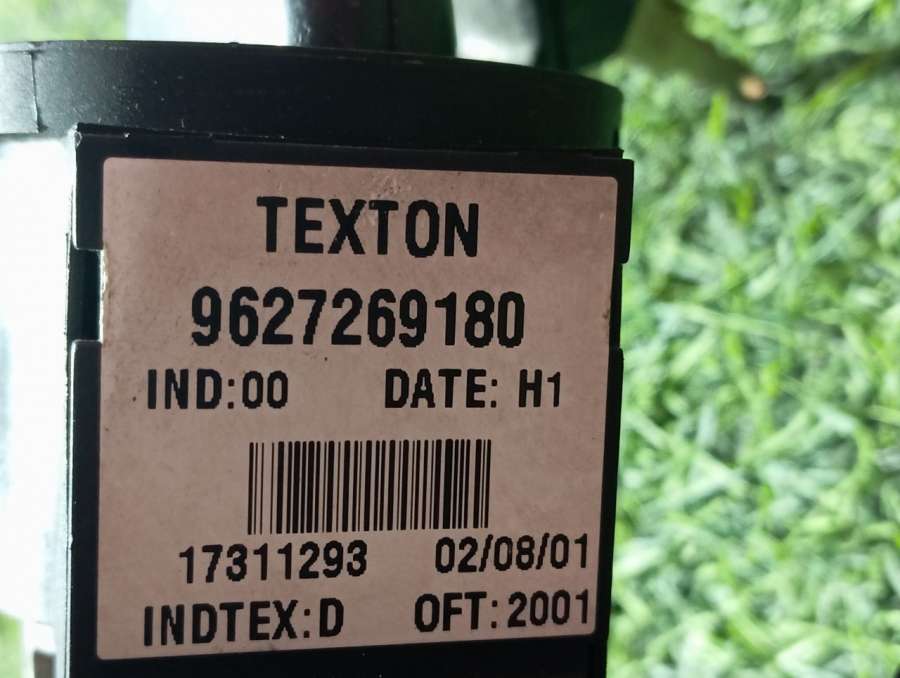 TEXTON
9627269180
IND:00 DATE: H1
17311293 02/08/01
INDTEX:D OFT:2001